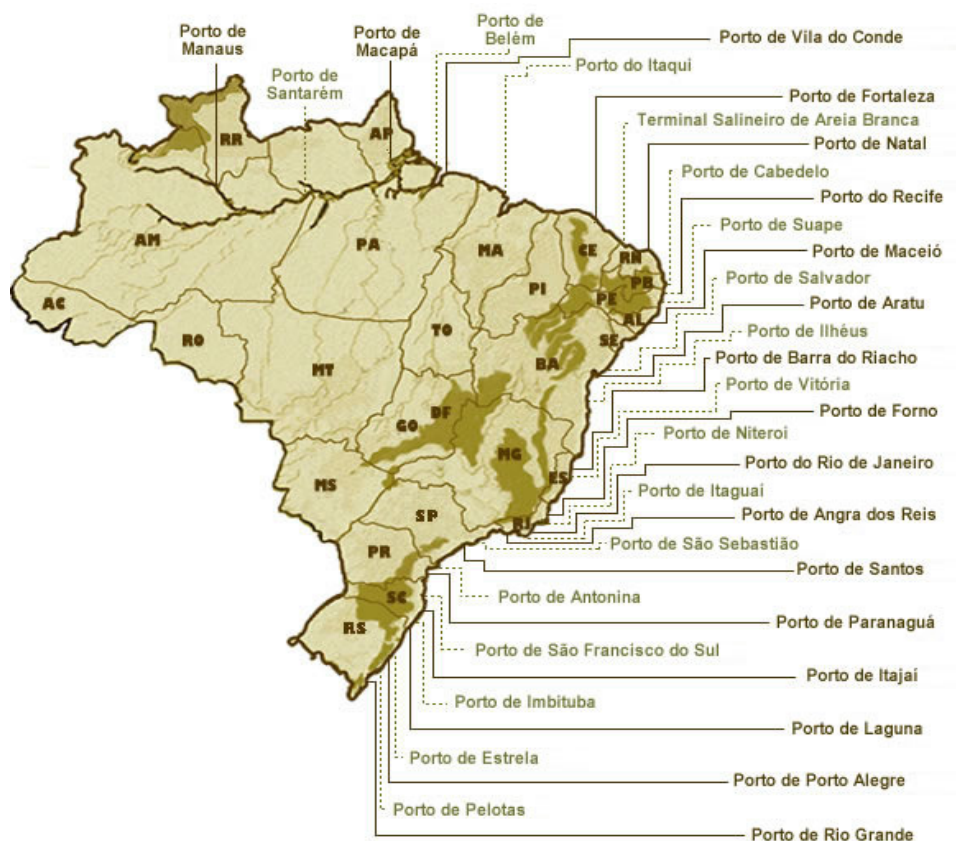 Porto de
Manaus
Porto de
Santarém
Porto de
Macapá
Porto de
Belém
Porto de Vila do Conde
Porto do Itaqui
Porto de Fortaleza
Terminal Salineiro de Areia Branca
Porto de Natal
Porto de Cabedelo
Porto do Recife
Porto de Suape
Porto de Maceió
Porto de Salvador
Porto de Aratu
Porto de Ilhéus
Porto de Barra do Riacho
Porto de Vitória
Porto de Forno
Porto de Niteroi
Porto do Rio de Janeiro
Porto de Itaguai
Porto de Angra dos Reis
Porto de São Sebastião
Porto de Santos
Porto de Antonina
Porto de Paranaguá
Porto de São Francisco do Sul
Porto de Itajaí
Porto de Imbituba
Porto de Laguna
Porto de Estrela
Porto de Porto Alegre
Porto de Pelotas
Porto de Rio Grande
RR
AP
AM
PA
MA
CE
RN
PB
PI
PE
AL
AC
RO
TO
SE
MT
BA
DF
GO
MG
MS
ES
SP
RJ
PR
SC
RS